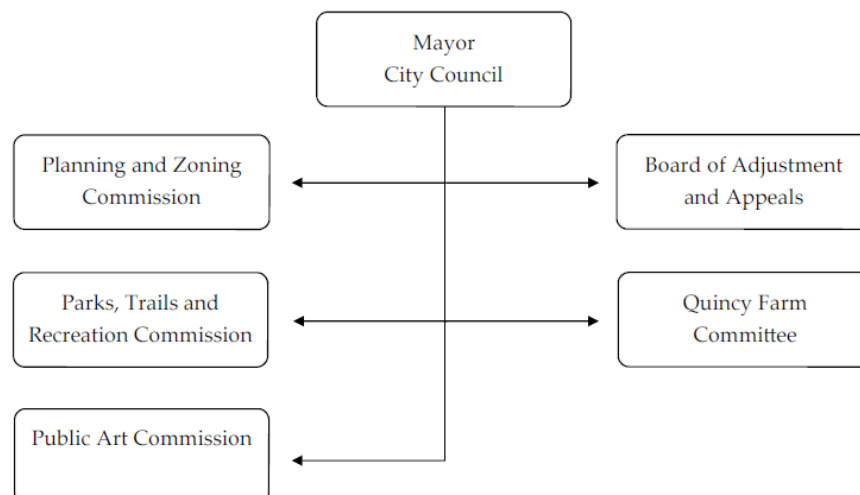 Mayor
City Council
Planning and Zoning
Commission
Board of Adjustment
and Appeals
Parks, Trails and
Recreation Commission
Quincy Farm
Committee
Public Art Commission